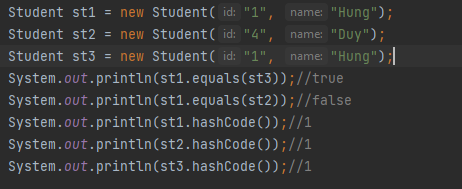 Student st1 = new Student( id: "1", name: "Hung");
Student st2 = new Student( id: "4", name: "Duy");
Student st3 = new Student( id: "1", name: "Hung");
System.out.println(st1.equals(st3));//true
System.out.println(st1.equals(st2));//false
System.out.println(st1.hashCode());//1
System.out.println(st2.hashCode());//1
System.out.println(st3.hashCode());//1